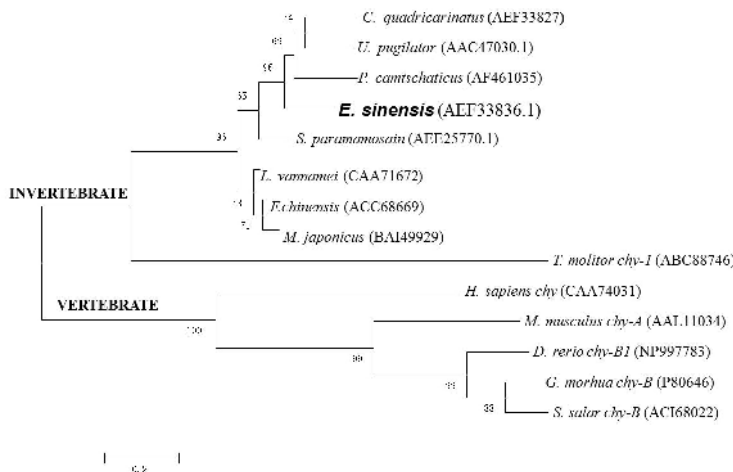 C. quadricarinatus (AEF33827)
U. pugilator (AAC47030.1)
96
P. camtschaticus (AF461035)
E. sinensis (AEF33836.1)
S. paramamosain (AEE25770.1)
L. vannamei (CAA71672)
INVERTEBRATE
F.chinensis (ACC68669)
M. japonicus (BAI49929)
T. molitor chy-1 (ABC88746)
H. sapiens chy (CAA74031)
VERTEBRATE
100
M. musculus chy-A (AAL11034)
D. rerio chy-B1 (NP997783)
G. morhua chy-B (P80646)
S. salar chy-B (ACI68022)